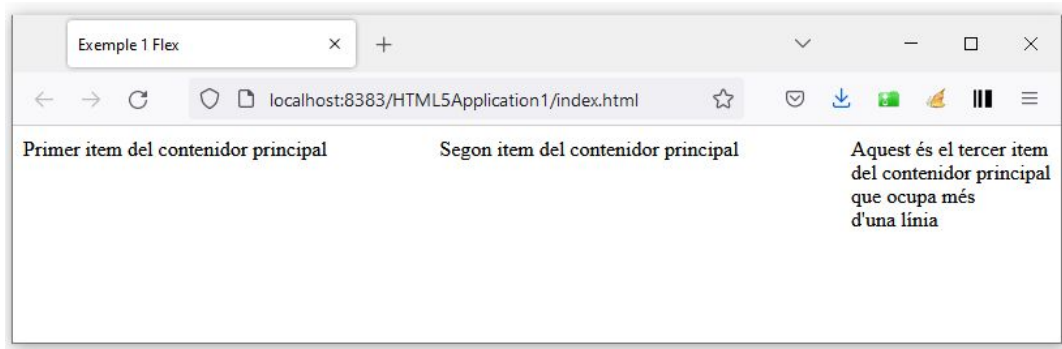 Exemple 1 Flex
localhost:8383/HTML5Application1/index.html
Primer item del contenidor principal
Segon item del contenidor principal
Aquest és el tercer item
del contenidor principal
que ocupa més
d'una línia